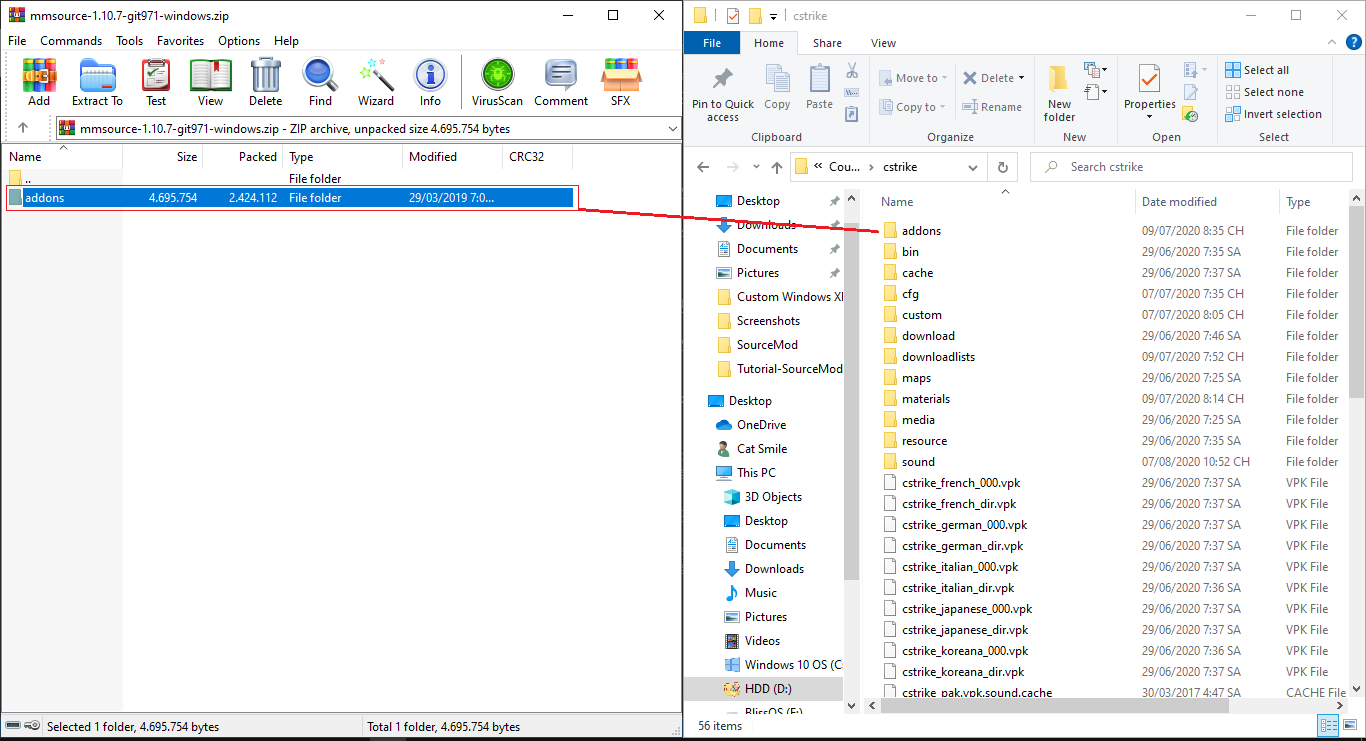 mmsource-1.10.7-git971-windows.zip
File Commands Tools Favorites Options Help
Add Extract To Test View Delete Find Wizard Info VirusScan Comment SFX
mmsource-1.10.7-git971-windows.zip - ZIP archive, unpacked size 4.695.754 bytes
Name Size Packed Type Modified CRC32
.. File folder
addons 4.695.754 2.424.112 File folder 29/03/2019 7:0...
Selected 1 folder, 4.695.754 bytes
Total 1 folder, 4.695.754 bytes
cstrike
File Home Share View
Pin to Quick access
Copy
Paste
Clipboard
Move to
Copy to
Delete
Rename
Organize
New folder
New
Properties
Open
Select all
Select none
Invert selection
Select
« Cou... › cstrike
Search cstrike
Desktop
Downloads
Documents
Pictures
Custom Windows XP
Screenshots
SourceMod
Tutorial-SourceMod
Desktop
OneDrive
Cat Smile
This PC
3D Objects
Desktop
Documents
Downloads
Music
Pictures
Videos
Windows 10 OS (C:
HDD (D:)
BlissOS (E:)
Name Date modified Type
addons 09/07/2020 8:35 CH File folder
bin 29/06/2020 7:35 SA File folder
cache 29/06/2020 7:37 SA File folder
cfg 07/07/2020 7:35 CH File folder
custom 07/07/2020 8:05 CH File folder
download 29/06/2020 7:46 SA File folder
downloadlists 09/07/2020 7:52 CH File folder
maps 29/06/2020 7:25 SA File folder
materials 09/07/2020 8:14 CH File folder
media 29/06/2020 7:25 SA File folder
resource 29/06/2020 7:35 SA File folder
sound 07/08/2020 10:52 CH File folder
cstrike_french_000.vpk 29/06/2020 7:37 SA VPK File
cstrike_french_dir.vpk 29/06/2020 7:37 SA VPK File
cstrike_german_000.vpk 29/06/2020 7:37 SA VPK File
cstrike_german_dir.vpk 29/06/2020 7:37 SA VPK File
cstrike_italian_000.vpk 29/06/2020 7:37 SA VPK File
cstrike_italian_dir.vpk 29/06/2020 7:36 SA VPK File
cstrike_japanese_000.vpk 29/06/2020 7:37 SA VPK File
cstrike_japanese_dir.vpk 29/06/2020 7:37 SA VPK File
cstrike_koreana_000.vpk 29/06/2020 7:36 SA VPK File
cstrike_koreana_dir.vpk 29/06/2020 7:37 SA VPK File
cstrike_pak.vpk.sound.cache 30/03/2017 4:47 SA CACHE File
56 items